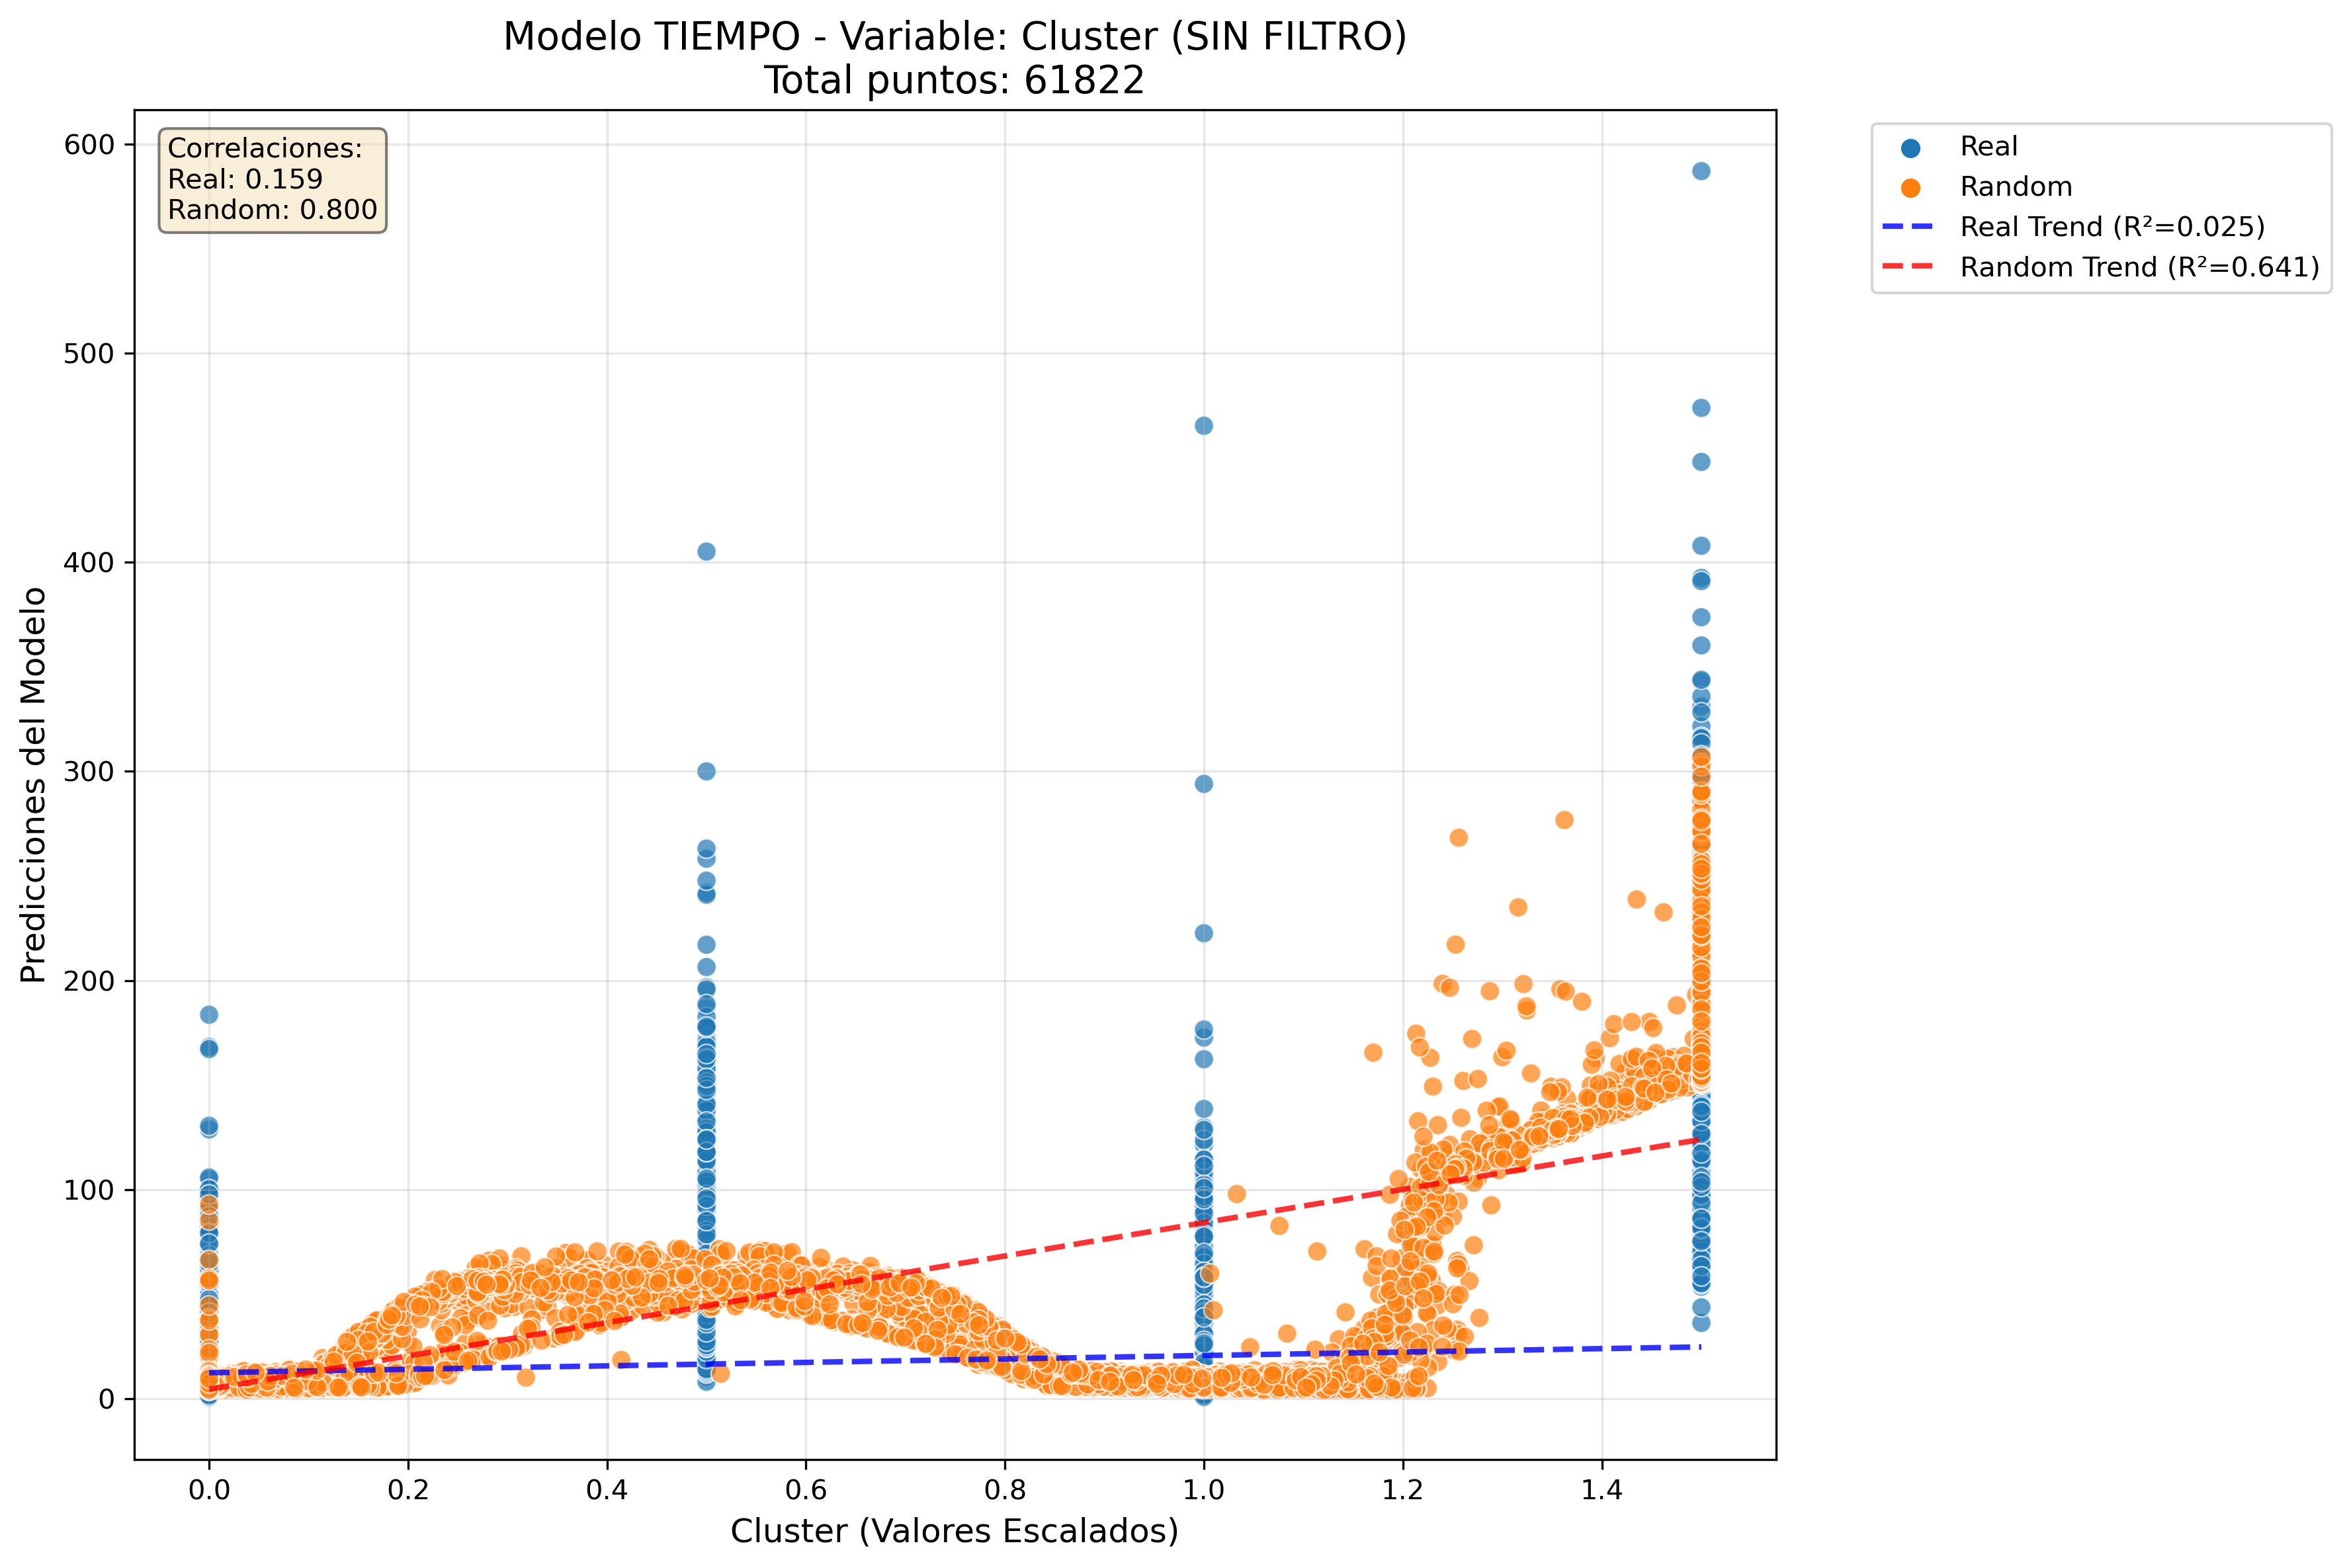 Modelo TIEMPO - Variable: Cluster (SIN FILTRO)
Total puntos: 61822
Correlaciones:
Real: 0.159
Random: 0.800
Real
Random
Real Trend (R²=0.025)
Random Trend (R²=0.641)
Predicciones del Modelo
600
500
400
300
200
100
0
0.0 0.2 0.4 0.6 0.8 1.0 1.2 1.4
Cluster (Valores Escalados)